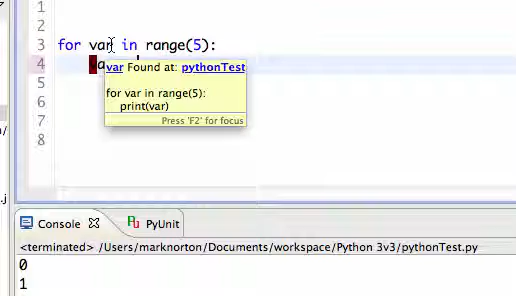 1
2
3 for var in range(5):
4
var Found at: pythonTest
5
for var in range(5):
6
print(var)
7
Press 'F2' for focus
8
Console PyUnit
<terminated> /Users/marknorton/Documents/workspace/Python 3v3/pythonTest.py
0
1